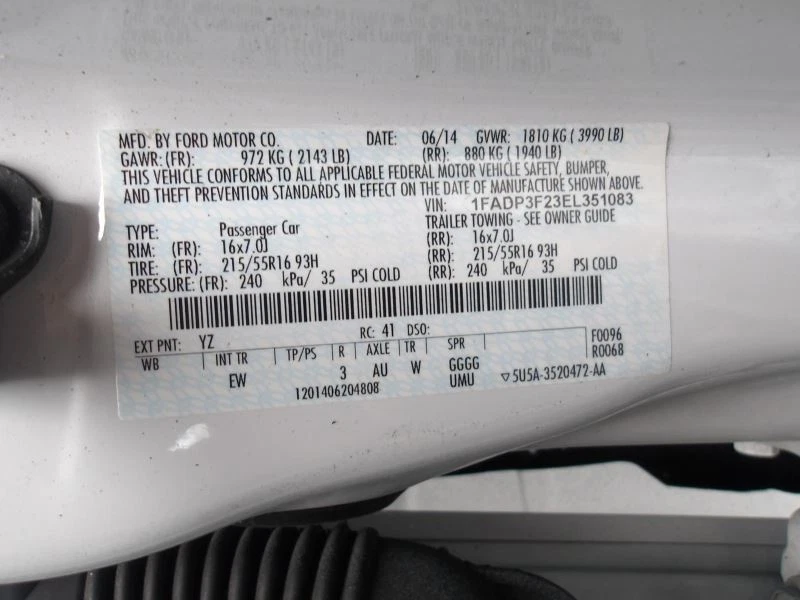 MFD. BY FORD MOTOR CO. DATE: 06/14 GVWR: 1810 KG ( 3990 LB)
GAWR: (FR): 972 KG ( 2143 LB) (RR): 880 KG ( 1940 LB)
THIS VEHICLE CONFORMS TO ALL APPLICABLE FEDERAL MOTOR VEHICLE SAFETY, BUMPER,
AND THEFT PREVENTION STANDARDS IN EFFECT ON THE DATE OF MANUFACTURE SHOWN ABOVE.
VIN: 1FADP3F23EL351083
TYPE: Passenger Car TRAILER TOWING - SEE OWNER GUIDE
RIM: (FR): 16x7.0J (RR): 16x7.0J
TIRE: (FR): 215/55R16 93H (RR): 215/55R16 93H
PRESSURE: (FR): 240 kPa/ 35 PSI COLD (RR): 240 kPa/ 35 PSI COLD
EXT PNT: YZ RC: 41 DSO: F0096
WB INT TR TP/PS R AXLE TR SPR R0068
EW 3 AU W GGGG
UMU ▽5U5A-3520472-AA
1201406204808